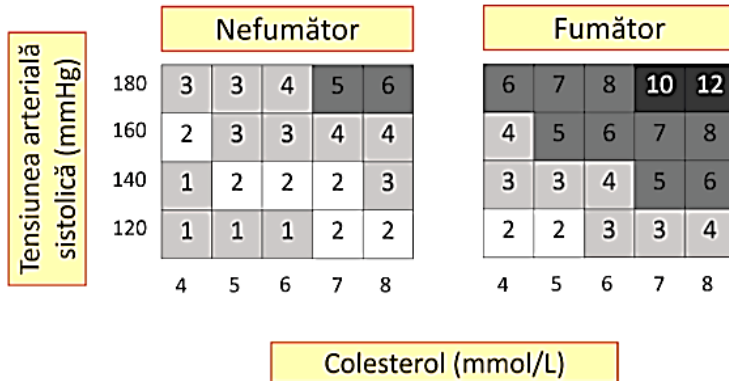 Nefumător Fumător
Tensiunea arterială
sistolică (mmHg)
180 3 3 4 5 6 6 7 8 10 12
160 2 3 3 4 4 4 5 6 7 8
140 1 2 2 2 3 3 3 4 5 6
120 1 1 1 2 2 2 2 3 3 4
4 5 6 7 8 4 5 6 7 8
Colesterol (mmol/L)